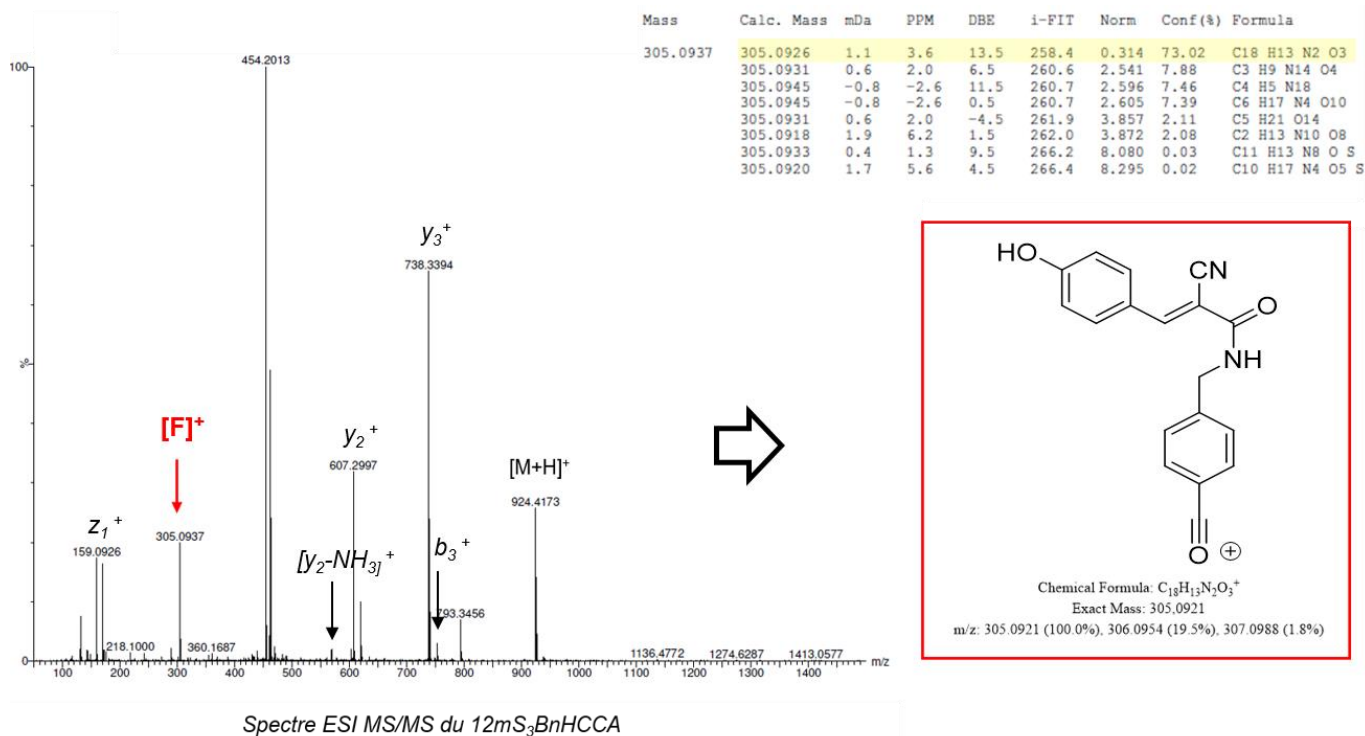 Mass Calc. Mass mDa PPM DBE i-FIT Norm Conf(%) Formula
305.0937 305.0926 1.1 3.6 13.5 258.4 0.314 73.02 C18 H13 N2 O3
305.0931 0.6 2.0 6.5 260.6 2.541 7.88 C3 H9 N14 O4
305.0945 -0.8 -2.6 11.5 260.7 2.596 7.46 C4 H5 N18
305.0945 -0.8 -2.6 0.5 260.7 2.605 7.39 C6 H17 N4 O10
305.0931 0.6 2.0 -4.5 261.9 3.857 2.11 C5 H21 O14
305.0918 1.9 6.2 1.5 262.0 3.872 2.08 C2 H13 N10 O8
305.0933 0.4 1.3 9.5 266.2 8.080 0.03 C11 H13 N8 O S
305.0920 1.7 5.6 4.5 266.4 8.295 0.02 C10 H17 N4 O5 S
100
454.2013
y3+
738.3394
%
[F]+
y2+
607.2997
[M+H]+
924.4173
z1+
159.0926
305.0937
[y2-NH3]+
b3+
793.3456
218.1000
360.1687
1136.4772
1274.6287
1413.0577
0
m/z
100 200 300 400 500 600 700 800 900 1000 1100 1200 1300 1400
HO
CN
O
NH
O
+
Chemical Formula: C18H13N2O3+
Exact Mass: 305,0921
m/z: 305.0921 (100.0%), 306.0954 (19.5%), 307.0988 (1.8%)
Spectre ESI MS/MS du 12mS3BnHCCA